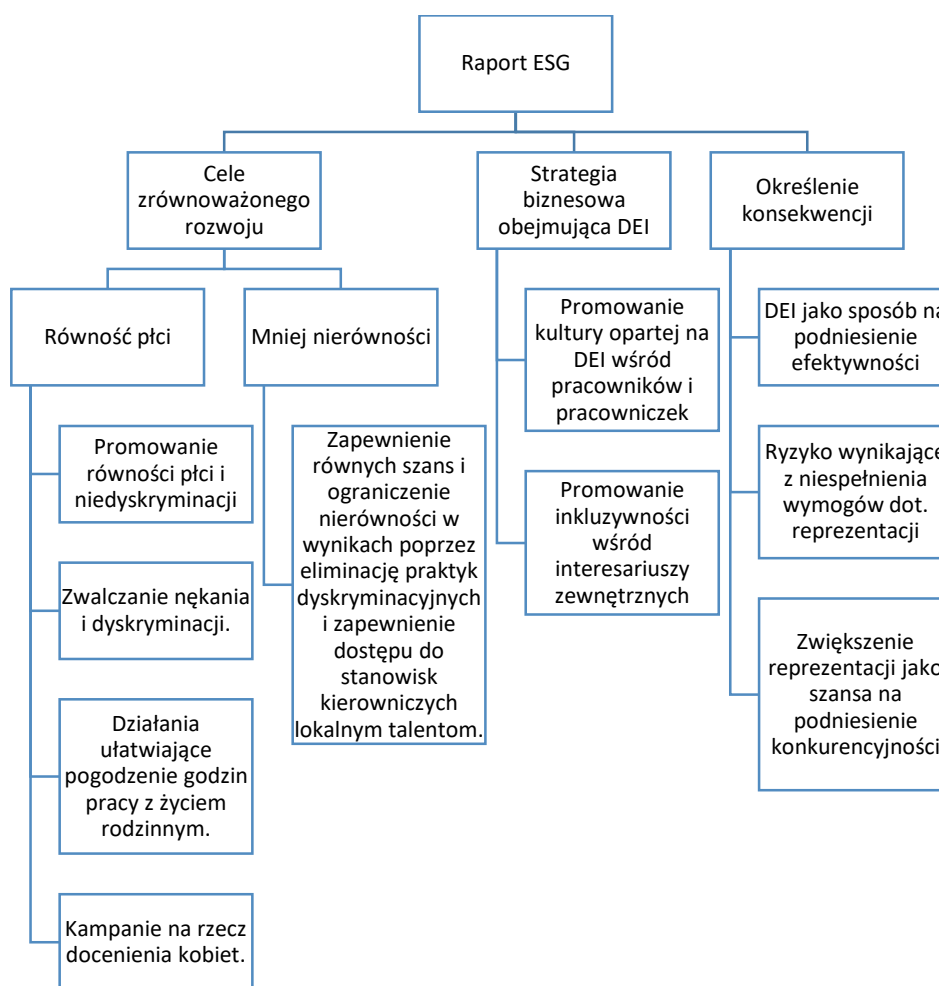 Raport ESG
Cele
zrównoważonego
rozwoju
Równość płci
Promowanie
równości płci i
niedyskryminacji
Zwalczanie nękania
i dyskryminacji.
Działania
ułatwiające
pogodzenie godzin
pracy z życiem
rodzinnym.
Kampanie na rzecz
docenienia kobiet.
Mniej nierówności
Zapewnienie
równych szans i
ograniczenie
nierówności w
wynikach poprzez
eliminację praktyk
dyskryminacyjnych
i zapewnienie
dostępu do
stanowisk
kierowniczych
lokalnym talentom.
Strategia
biznesowa
obejmująca DEI
Promowanie
kultury opartej na
DEI wśród
pracowników i
pracowniczek
Promowanie
inkluzywności
wśród
interesariuszy
zewnętrznych
Określenie
konsekwencji
DEI jako sposób na
podniesienie
efektywności
Ryzyko wynikające
z niespełnienia
wymogów dot.
reprezentacji
Zwiększenie
reprezentacji jako
szansa na
podniesienie
konkurencyjności